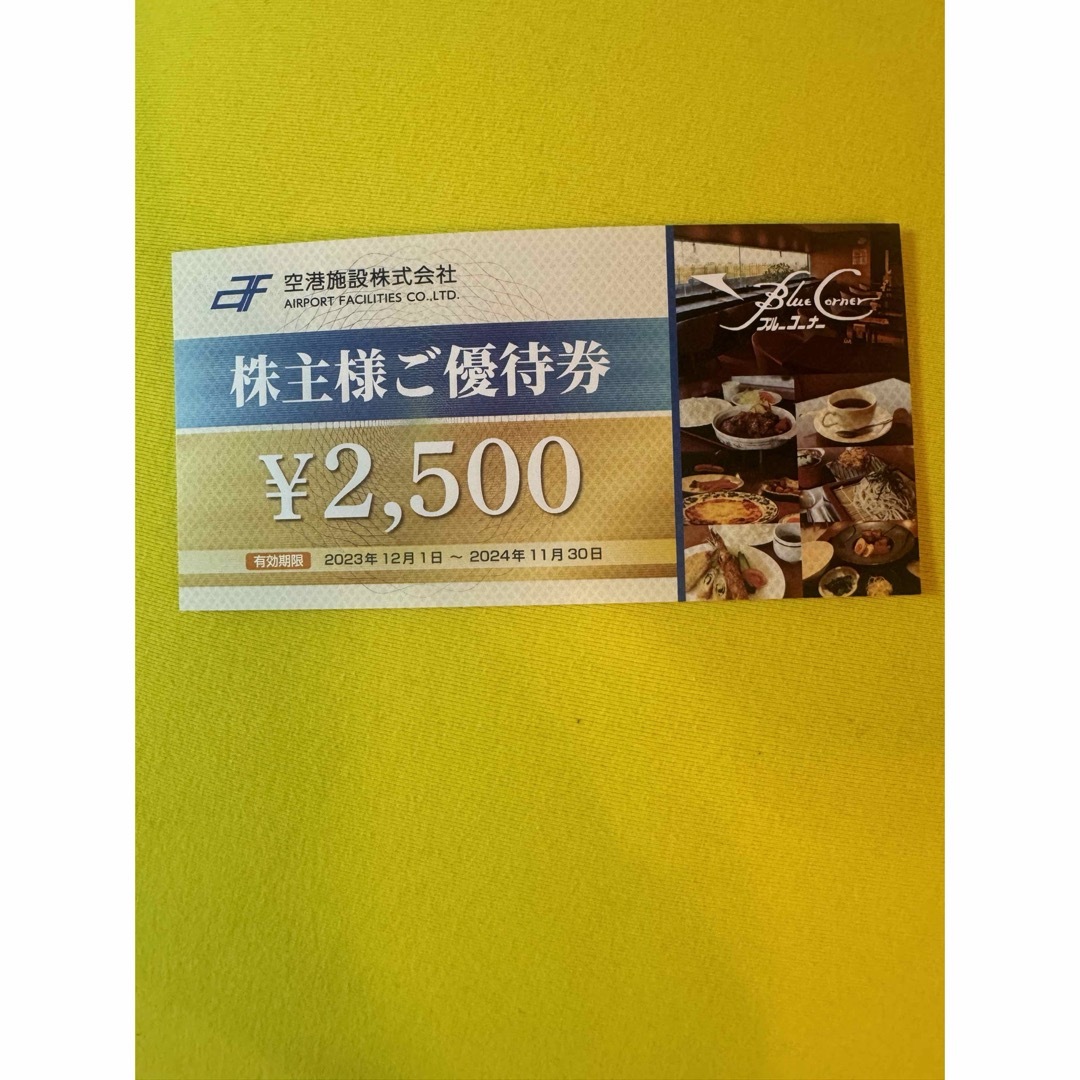 空港施設株式会社
AIRPORT FACILITIES CO.,LTD.
株主様ご優待券
¥2,500
有効期限 2023年12月1日 ～ 2024年11月30日
Blue Corner
ブルーコーナー